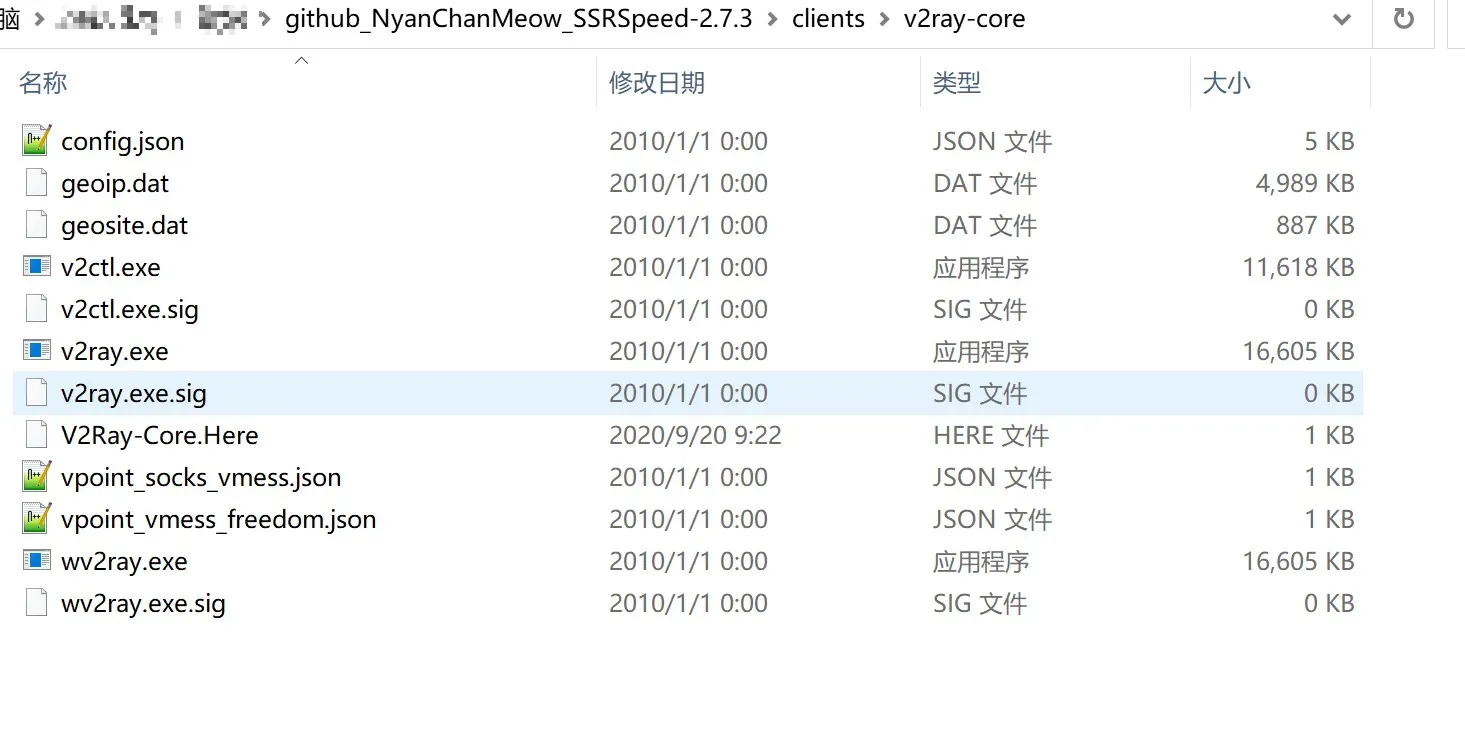 脑 > github_NyanChanMeow_SSRSpeed-2.7.3 > clients > v2ray-core
名称 修改日期 类型 大小
config.json 2010/1/1 0:00 JSON 文件 5 KB
geoip.dat 2010/1/1 0:00 DAT 文件 4,989 KB
geosite.dat 2010/1/1 0:00 DAT 文件 887 KB
v2ctl.exe 2010/1/1 0:00 应用程序 11,618 KB
v2ctl.exe.sig 2010/1/1 0:00 SIG 文件 0 KB
v2ray.exe 2010/1/1 0:00 应用程序 16,605 KB
v2ray.exe.sig 2010/1/1 0:00 SIG 文件 0 KB
V2Ray-Core.Here 2020/9/20 9:22 HERE 文件 1 KB
vpoint_socks_vmess.json 2010/1/1 0:00 JSON 文件 1 KB
vpoint_vmess_freedom.json 2010/1/1 0:00 JSON 文件 1 KB
wv2ray.exe 2010/1/1 0:00 应用程序 16,605 KB
wv2ray.exe.sig 2010/1/1 0:00 SIG 文件 0 KB